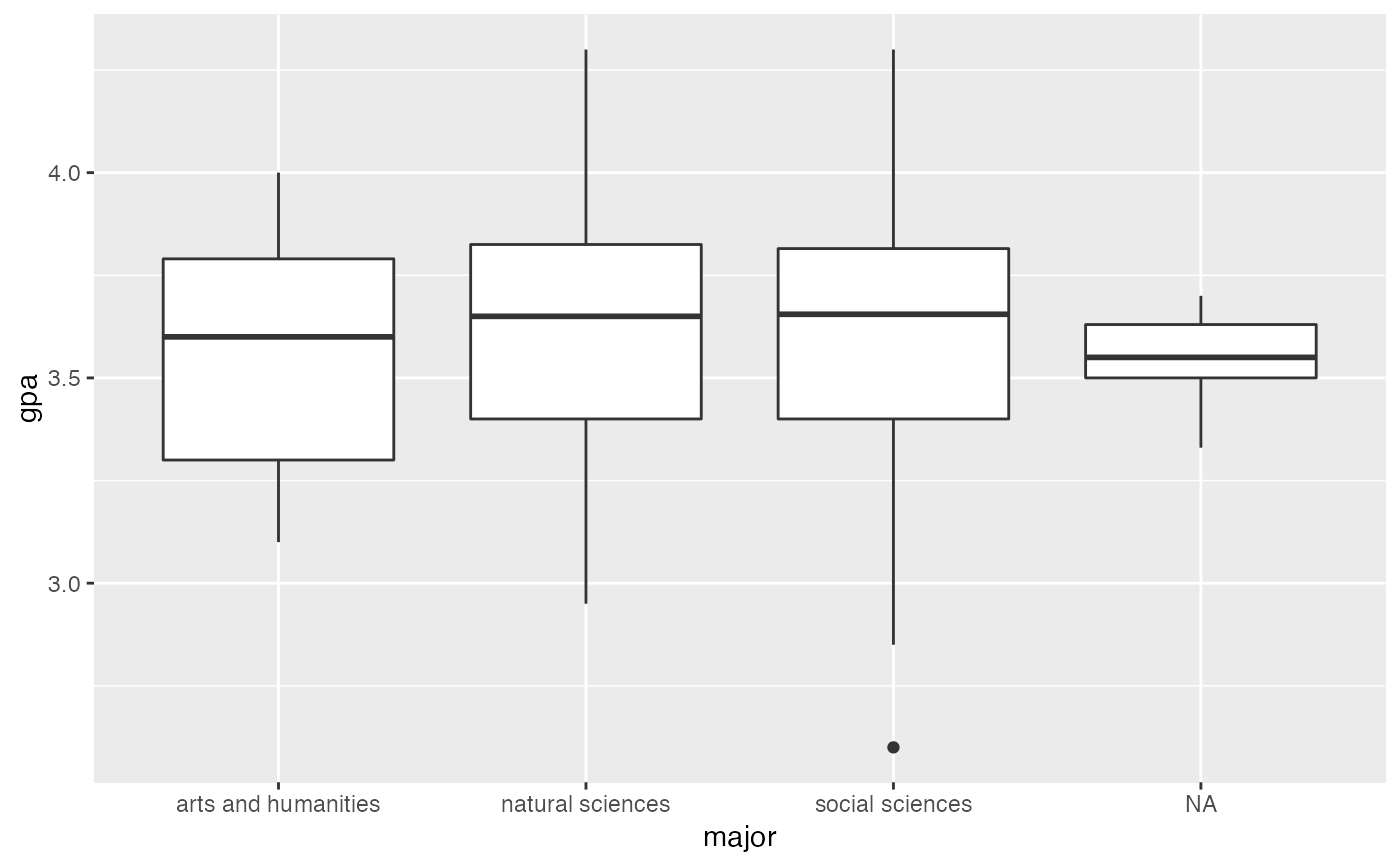 gpa
4.0
3.5
3.0
arts and humanities
natural sciences
social sciences
NA
major